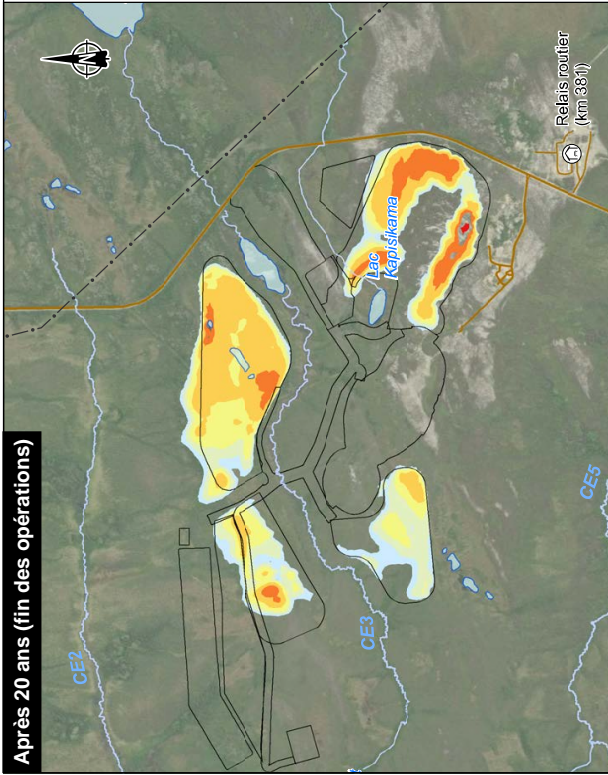 Après 20 ans (fin des opérations)
N
CE2
CE3
CE5
Lac
Kapisikama
Relais routier
(km 381)